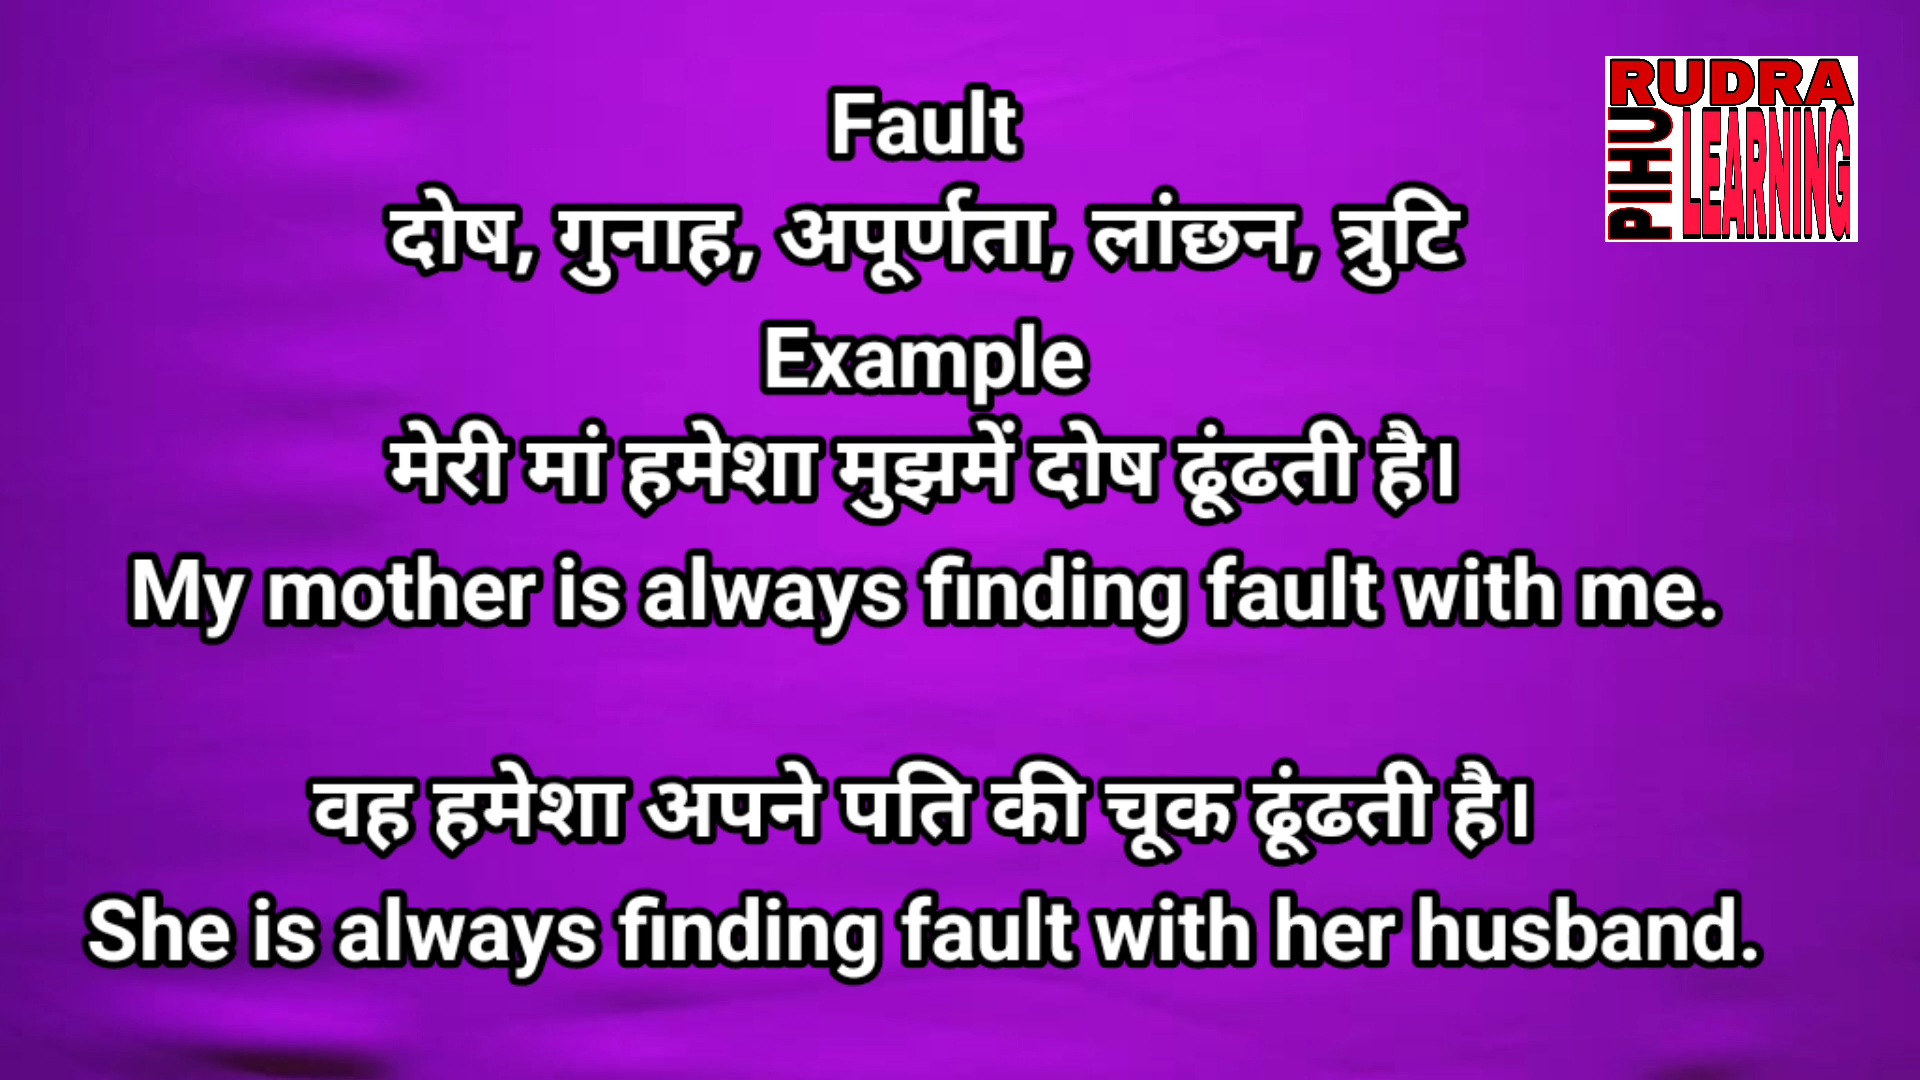 Fault
दोष, गुनाह, अपूर्णता, लांछन, त्रुटि
Example
मेरी मां हमेशा मुझमें दोष ढूंढती है।
My mother is always finding fault with me.
वह हमेशा अपने पति की चूक ढूंढती है।
She is always finding fault with her husband.
RUDRA
PIHU
LEARNING